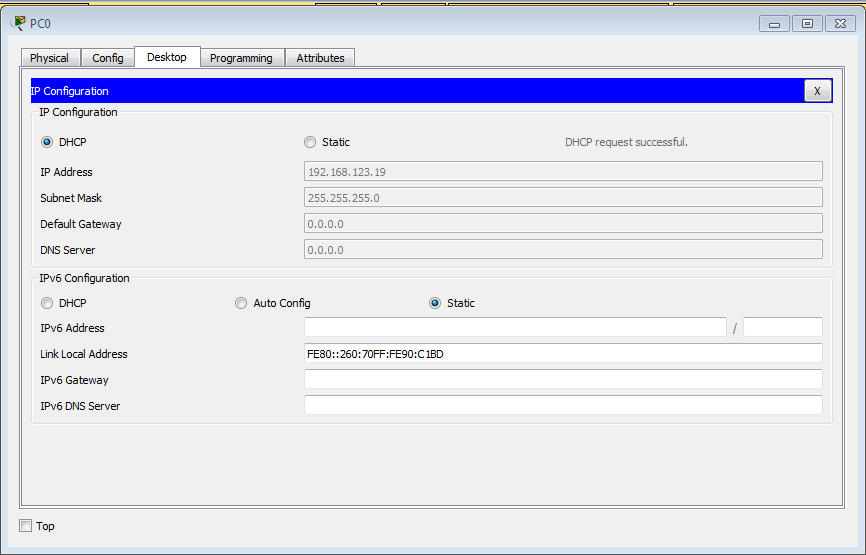 PC0
Physical Config Desktop Programming Attributes
IP Configuration X
IP Configuration
DHCP Static DHCP request successful.
IP Address 192.168.123.19
Subnet Mask 255.255.255.0
Default Gateway 0.0.0.0
DNS Server 0.0.0.0
IPv6 Configuration
DHCP Auto Config Static
IPv6 Address /
Link Local Address FE80::260:70FF:FE90:C1BD
IPv6 Gateway
IPv6 DNS Server
Top